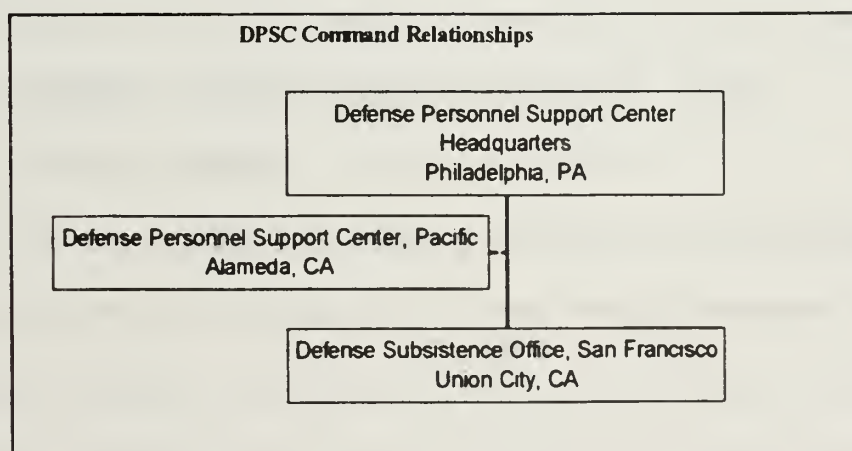 DPSC Command Relationships
Defense Personnel Support Center
Headquarters
Philadelphia, PA
Defense Personnel Support Center, Pacific
Alameda, CA
Defense Subsistence Office, San Francisco
Union City, CA